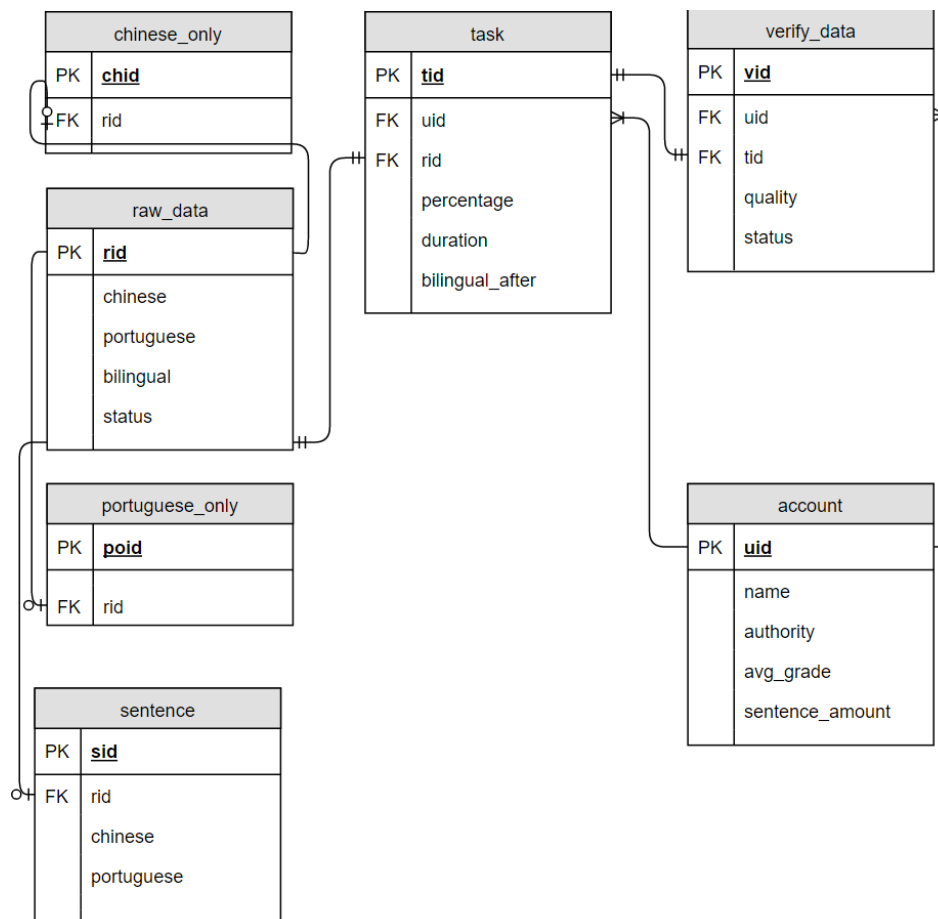 chinese_only
PK chid
FK rid
raw_data
PK rid
chinese
portuguese
bilingual
status
portuguese_only
PK poid
FK rid
sentence
PK sid
FK rid
chinese
portuguese
task
PK tid
FK uid
FK rid
percentage
duration
bilingual_after
verify_data
PK vid
FK uid
FK tid
quality
status
account
PK uid
name
authority
avg_grade
sentence_amount